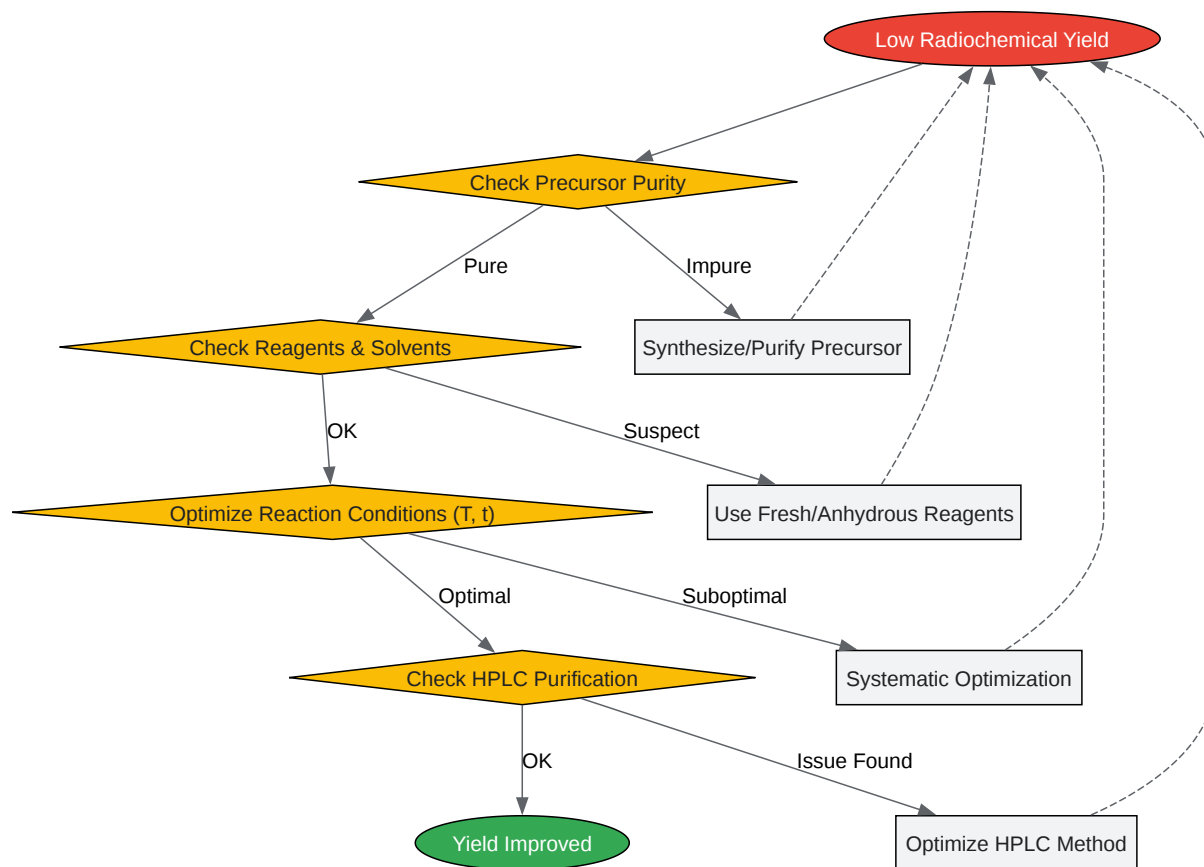 Low Radiochemical Yield
Check Precursor Purity
Pure
Impure
Check Reagents & Solvents
Synthesize/Purify Precursor
OK
Suspect
Optimize Reaction Conditions (T, t)
Use Fresh/Anhydrous Reagents
Optimal
Suboptimal
Check HPLC Purification
Systematic Optimization
OK
Issue Found
Yield Improved
Optimize HPLC Method